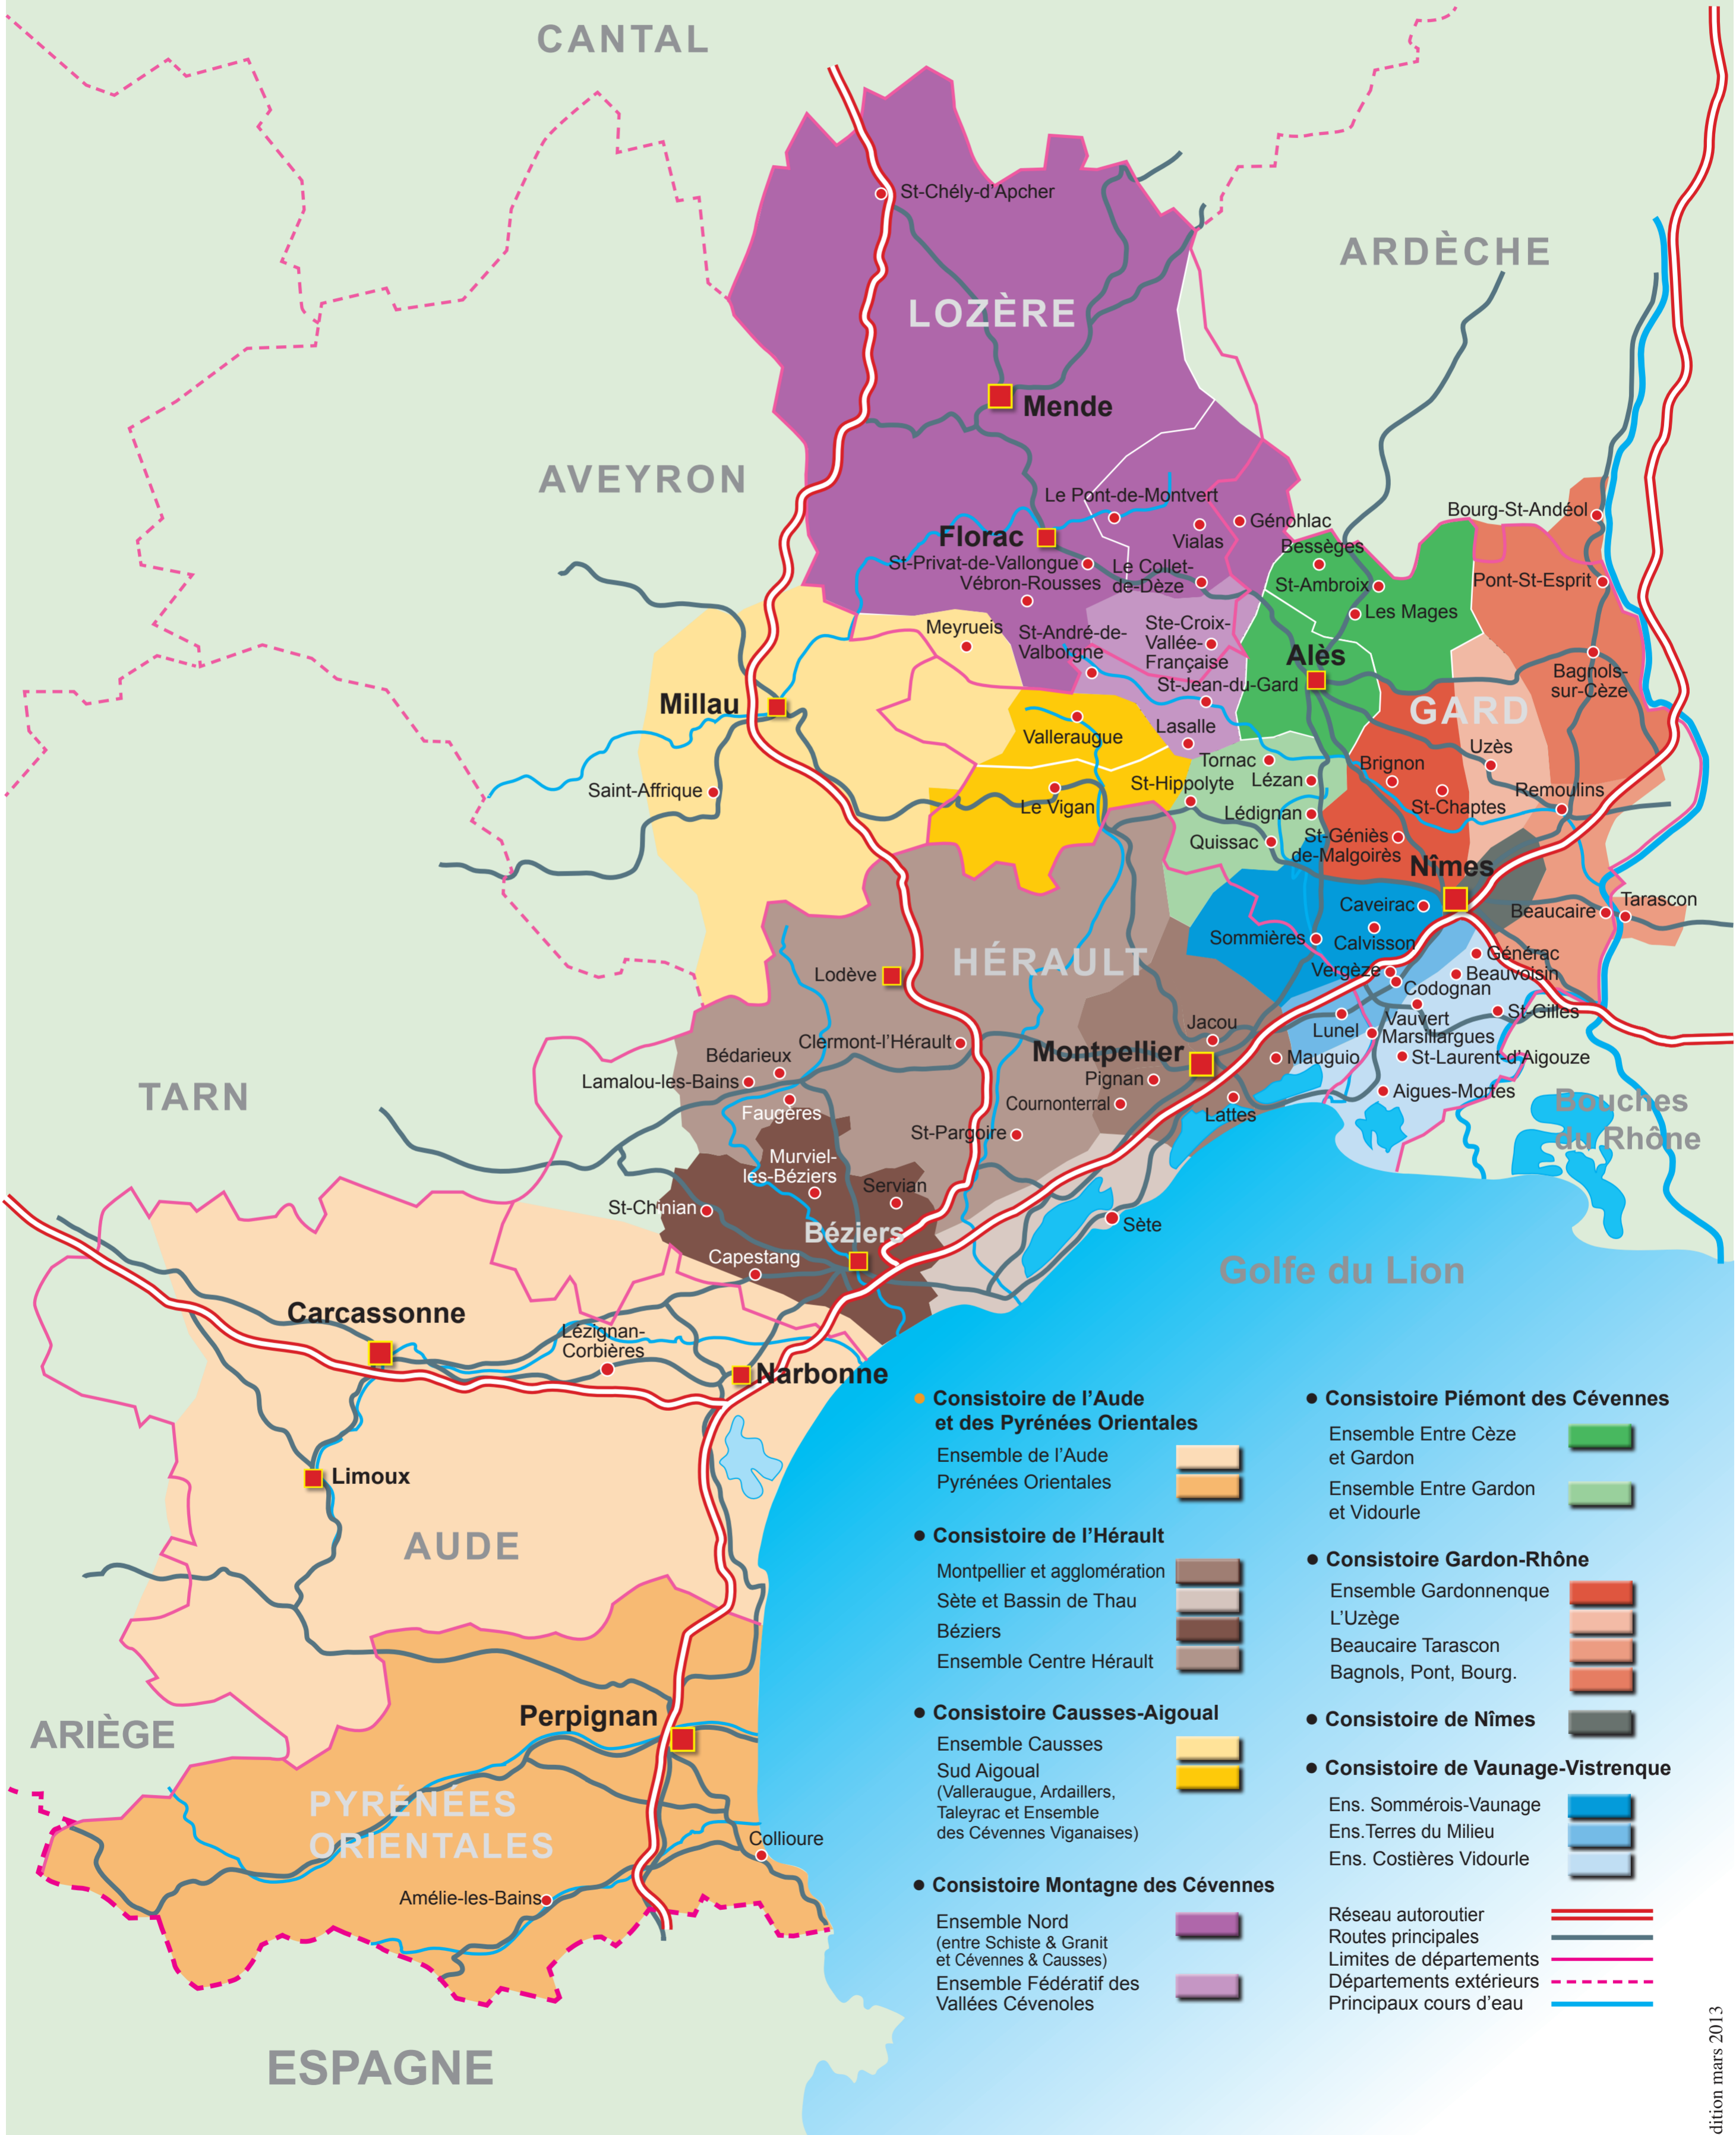 CANTAL
St-Chély-d'Apcher
ARDÈCHE
LOZÈRE
Mende
AVEYRON
Le Pont-de-Montvert
Bourg-St-Andéol
Génohlac
Florac
Vialas
Bessèges
St-Privat-de-Vallongue
Le Collet-
de-Dèze
Vébron-Rousses
St-Ambroix
Pont-St-Esprit
Les Mages
Meyrueis
St-André-de-
Valborgne
Ste-Croix-
Vallée-
Française
Alès
Bagnols-
sur-Cèze
St-Jean-du-Gard
Millau
GARD
Valleraugue
Lasalle
Uzès
Tornac
Brignon
Saint-Affrique
St-Hippolyte
Lézan
Remoulins
Le Vigan
St-Chaptes
Lédignan
Quissac
St-Géniès
de-Malgoirès
Nîmes
Tarascon
Caveirac
Beaucaire
Sommières
Calvisson
HÉRAULT
Générac
Lodève
Vergèze
Beauvoisin
Codognan
St-Gilles
Vauvert
Jacou
Lunel
Marsillargues
Clermont-l'Hérault
Montpellier
Bédarieux
Mauguio
St-Laurent-d'Aigouze
Lamalou-les-Bains
Pignan
TARN
Aigues-Mortes
Bouches
du Rhône
Cournonterral
Faugères
Lattes
St-Pargoire
Murviel-
les-Béziers
Servian
St-Chinian
Sète
Béziers
Capestang
Golfe du Lion
Carcassonne
Lézignan-
Corbières
Narbonne
Limoux
AUDE
ARIÈGE
Perpignan
PYRÉNÉES
ORIENTALES
Collioure
Amélie-les-Bains
ESPAGNE
Consistoire de l'Aude
et des Pyrénées Orientales
Ensemble de l'Aude
Pyrénées Orientales
Consistoire de l'Hérault
Montpellier et agglomération
Sète et Bassin de Thau
Béziers
Ensemble Centre Hérault
Consistoire Causses-Aigoual
Ensemble Causses
Sud Aigoual
(Valleraugue, Ardaillers,
Taleyrac et Ensemble
des Cévennes Viganaises)
Consistoire Montagne des Cévennes
Ensemble Nord
(entre Schiste & Granit
et Cévennes & Causses)
Ensemble Fédératif des
Vallées Cévenoles
Consistoire Piémont des Cévennes
Ensemble Entre Cèze
et Gardon
Ensemble Entre Gardon
et Vidourle
Consistoire Gardon-Rhône
Ensemble Gardonnenque
L'Uzège
Beaucaire Tarascon
Bagnols, Pont, Bourg.
Consistoire de Nîmes
Consistoire de Vaunage-Vistrenque
Ens. Sommérois-Vaunage
Ens.Terres du Milieu
Ens. Costières Vidourle
Réseau autoroutier
Routes principales
Limites de départements
Départements extérieurs
Principaux cours d'eau
dition mars 2013